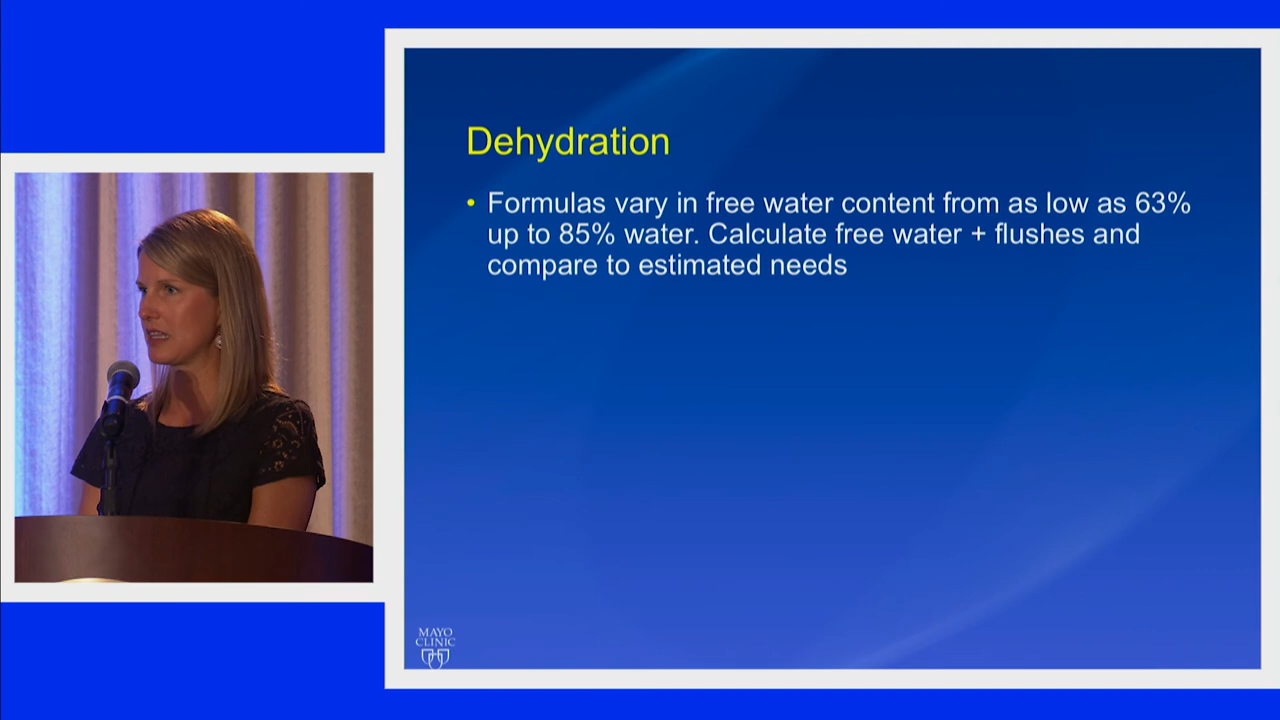 Dehydration
• Formulas vary in free water content from as low as 63%
up to 85% water. Calculate free water + flushes and
compare to estimated needs
MAYO
CLINIC